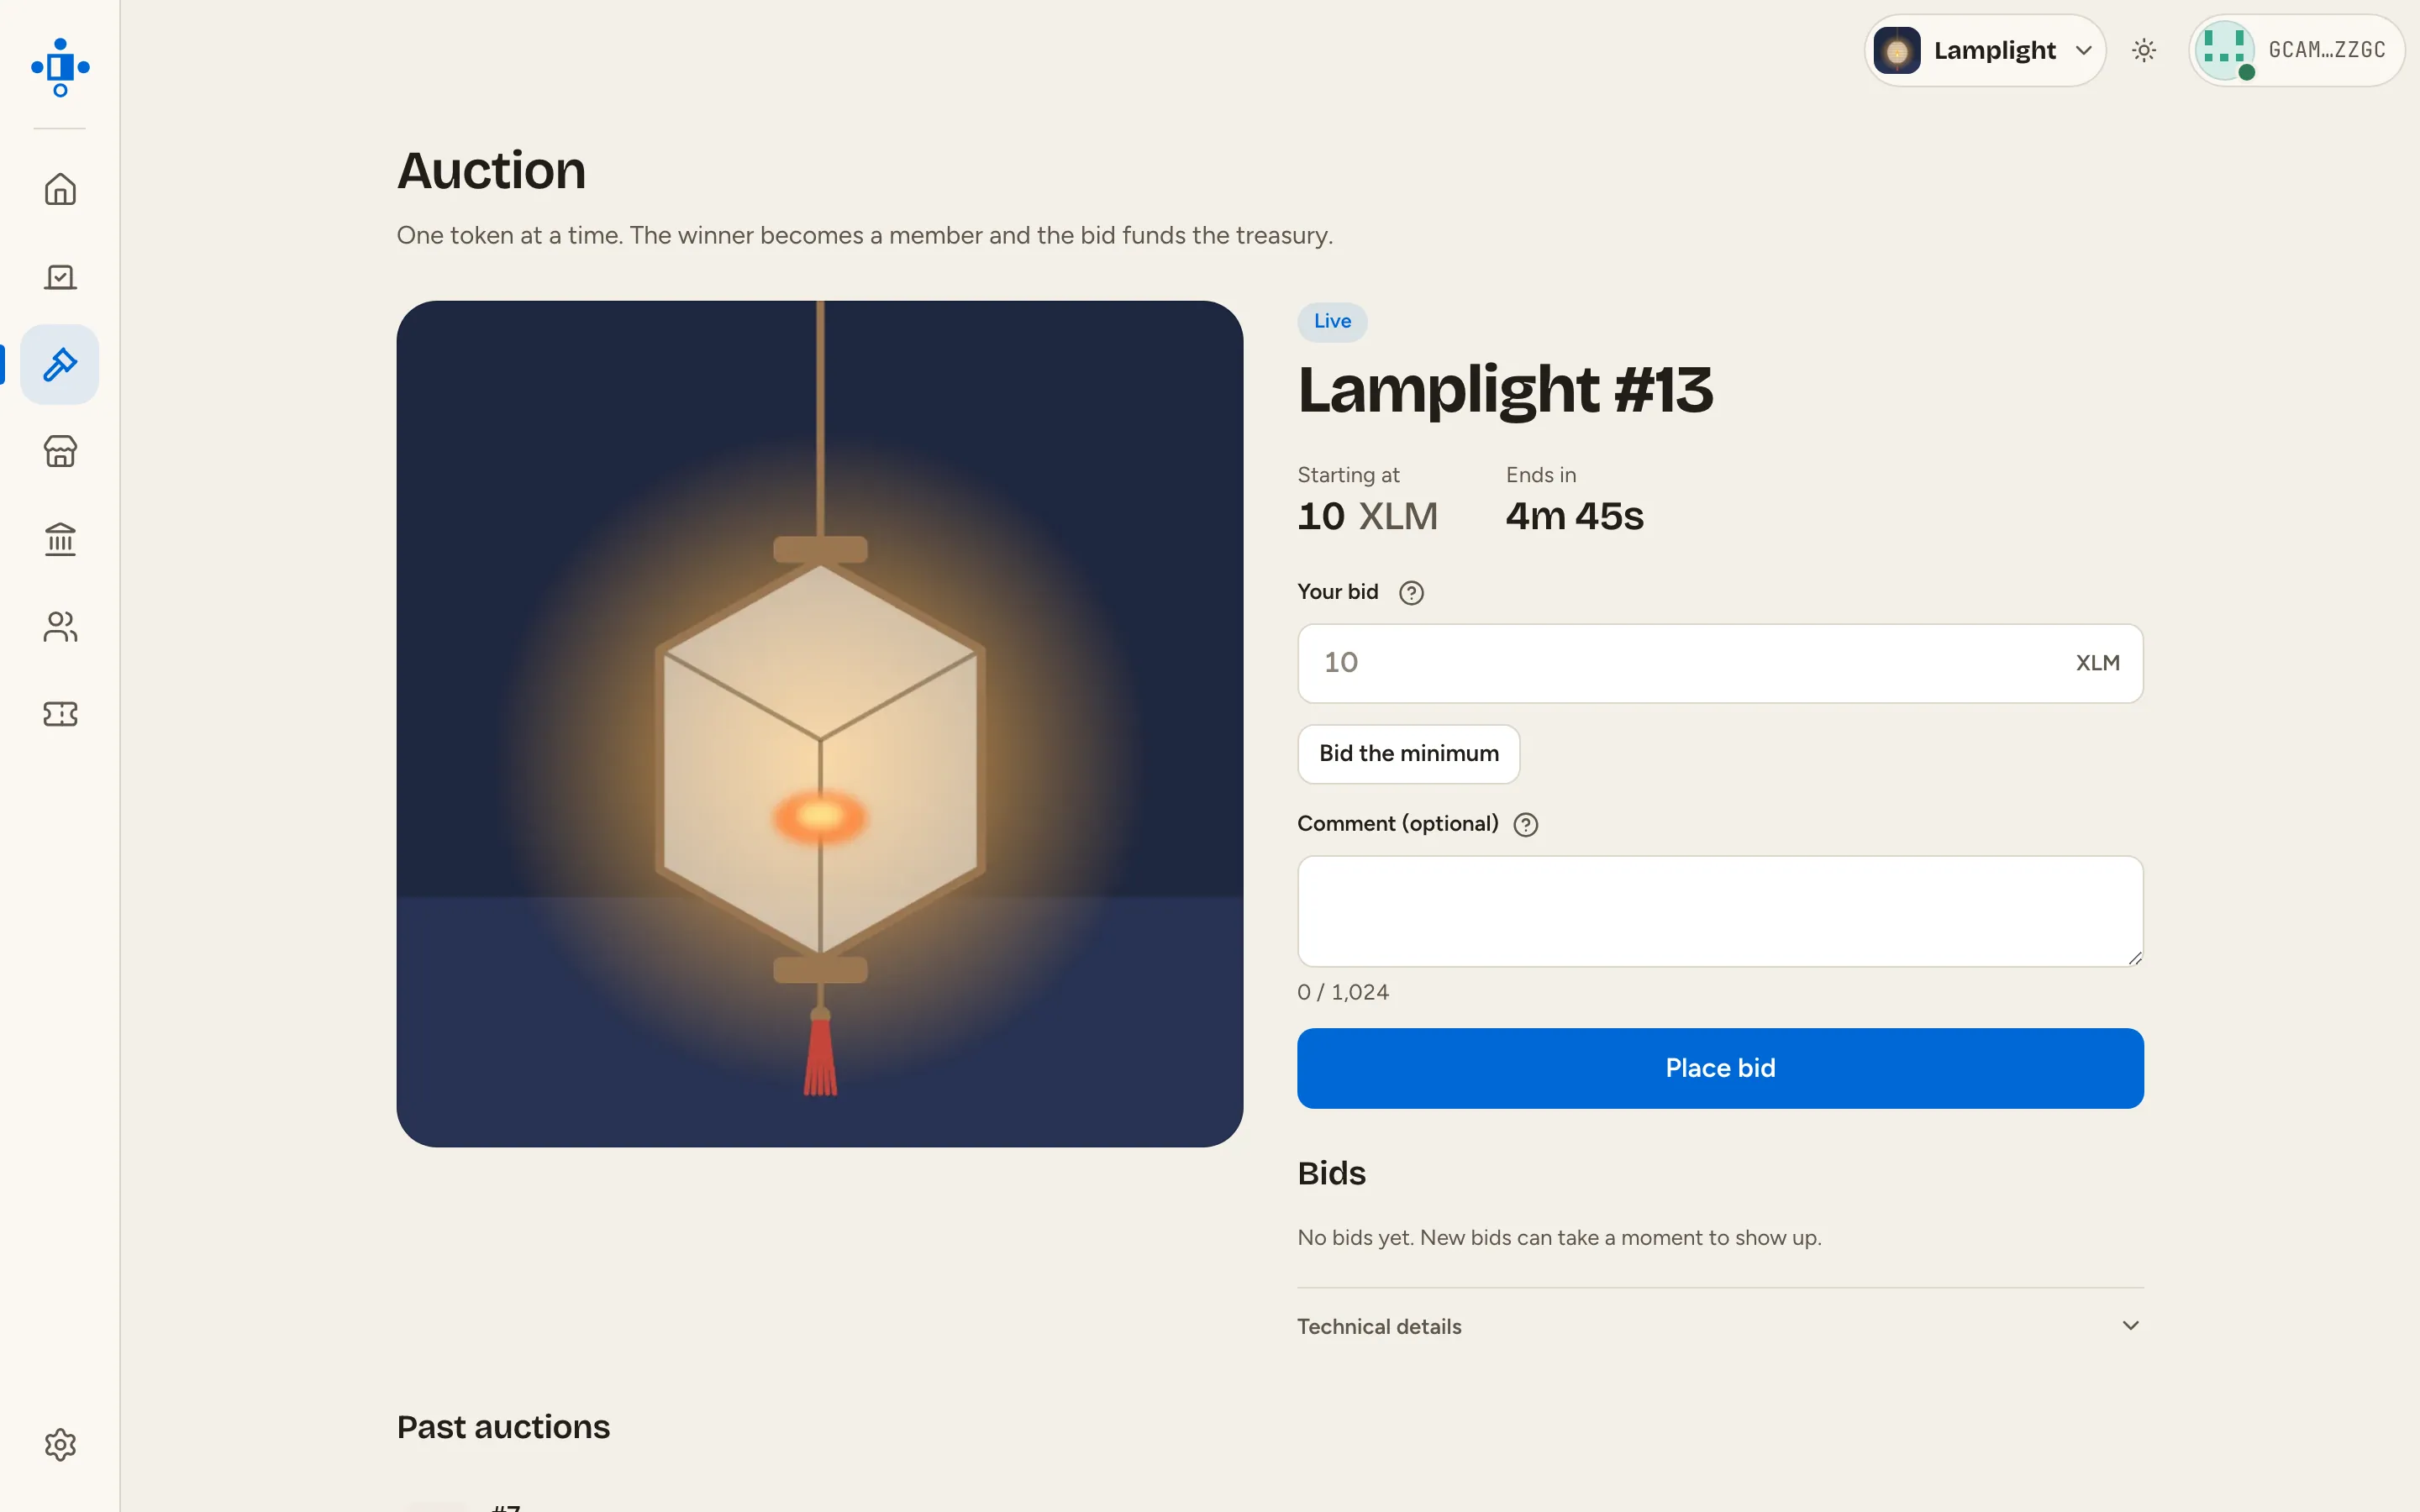 Lamplight
GCAM...ZZGC
Auction
One token at a time. The winner becomes a member and the bid funds the treasury.
Live
Lamplight #13
Starting at
Ends in
10 XLM
4m 45s
Your bid
10
XLM
Bid the minimum
Comment (optional)
0 / 1,024
Place bid
Bids
No bids yet. New bids can take a moment to show up.
Technical details
Past auctions
#7